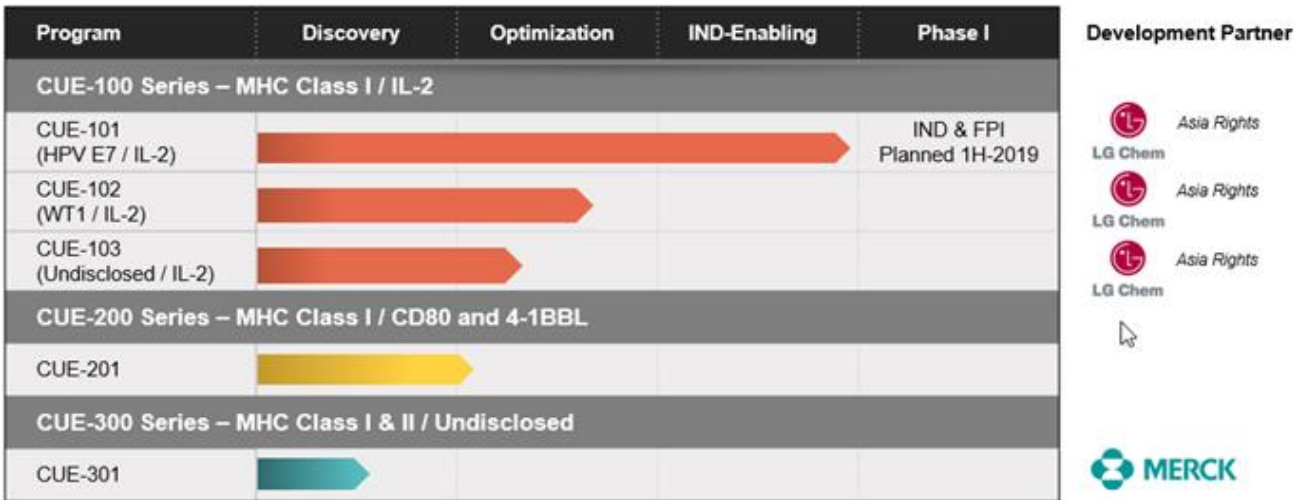 Program Discovery Optimization IND-Enabling Phase I Development Partner
CUE-100 Series – MHC Class I / IL-2
CUE-101
(HPV E7 / IL-2)
IND & FPI
Planned 1H-2019
LG Asia Rights
LG Chem
CUE-102
(WT1 / IL-2)
LG Asia Rights
LG Chem
CUE-103
(Undisclosed / IL-2)
LG Asia Rights
LG Chem
CUE-200 Series – MHC Class I / CD80 and 4-1BBL
CUE-201
CUE-300 Series – MHC Class I & II / Undisclosed
CUE-301
MERCK